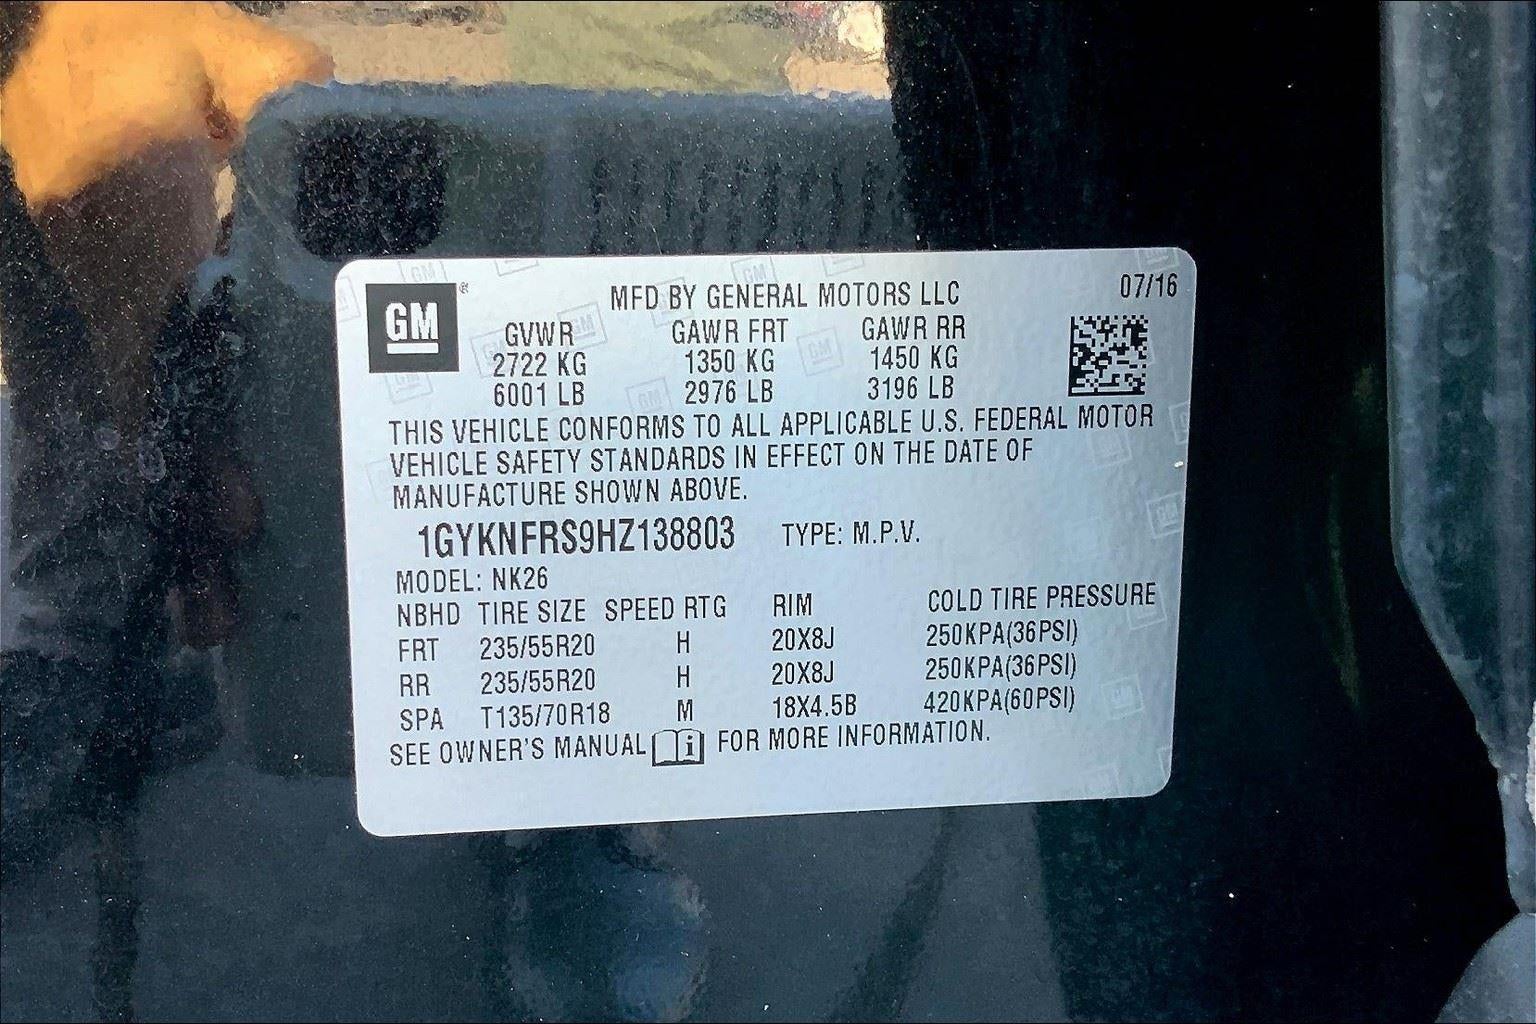 GM ®
MFD BY GENERAL MOTORS LLC 07/16
GVWR GAWR FRT GAWR RR
2722 KG 1350 KG 1450 KG
6001 LB 2976 LB 3196 LB
THIS VEHICLE CONFORMS TO ALL APPLICABLE U.S. FEDERAL MOTOR
VEHICLE SAFETY STANDARDS IN EFFECT ON THE DATE OF
MANUFACTURE SHOWN ABOVE.
1GYKNFRS9HZ138803 TYPE: M.P.V.
MODEL: NK26
NBHD TIRE SIZE SPEED RTG RIM COLD TIRE PRESSURE
FRT 235/55R20 H 20X8J 250KPA(36PSI)
RR 235/55R20 H 20X8J 250KPA(36PSI)
SPA T135/70R18 M 18X4.5B 420KPA(60PSI)
SEE OWNER'S MANUAL i FOR MORE INFORMATION.